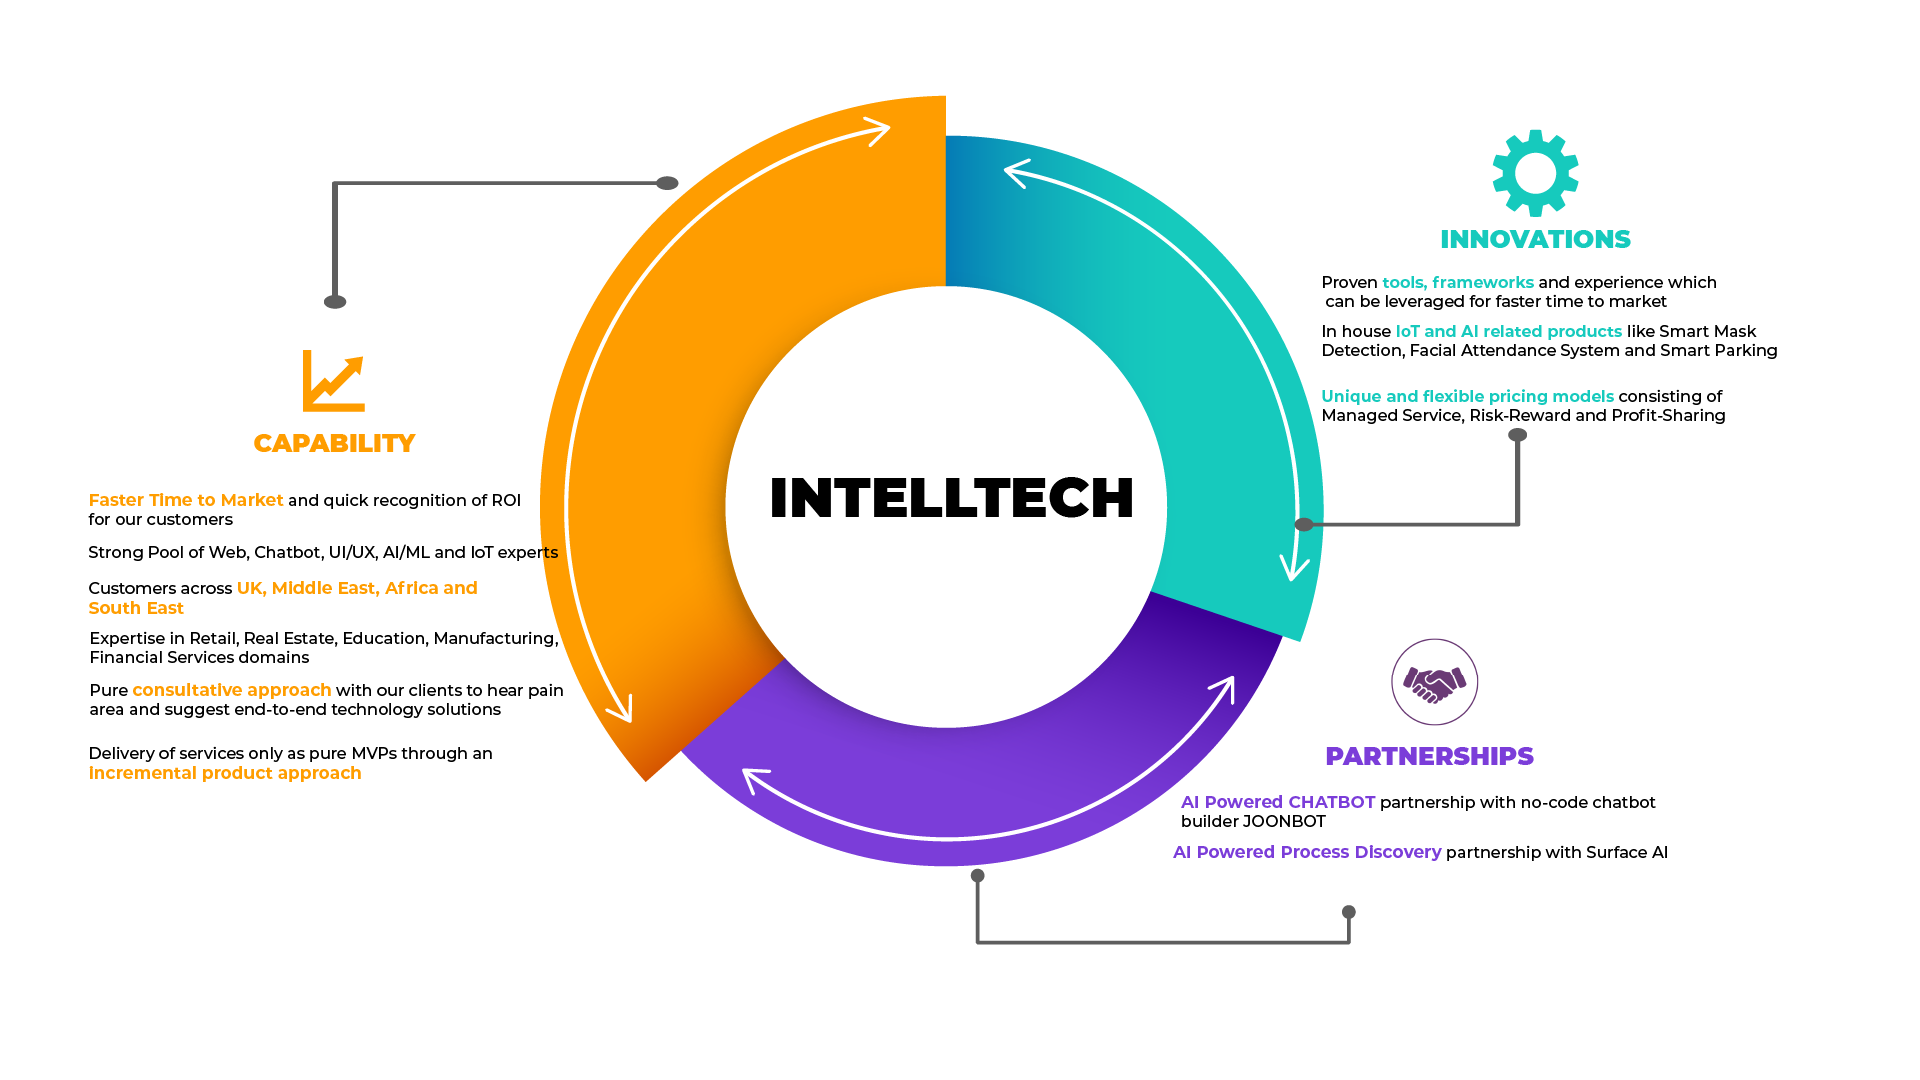 INTELLTECH
CAPABILITY
Faster Time to Market and quick recognition of ROI
for our customers
Strong Pool of Web, Chatbot, UI/UX, AI/ML and IoT experts
Customers across UK, Middle East, Africa and
South East
Expertise in Retail, Real Estate, Education, Manufacturing,
Financial Services domains
Pure consultative approach with our clients to hear pain
area and suggest end-to-end technology solutions
Delivery of services only as pure MVPs through an
incremental product approach
INNOVATIONS
Proven tools, frameworks and experience which
can be leveraged for faster time to market
In house IoT and AI related products like Smart Mask
Detection, Facial Attendance System and Smart Parking
Unique and flexible pricing models consisting of
Managed Service, Risk-Reward and Profit-Sharing
PARTNERSHIPS
AI Powered CHATBOT partnership with no-code chatbot
builder JOONBOT
AI Powered Process Discovery partnership with Surface AI